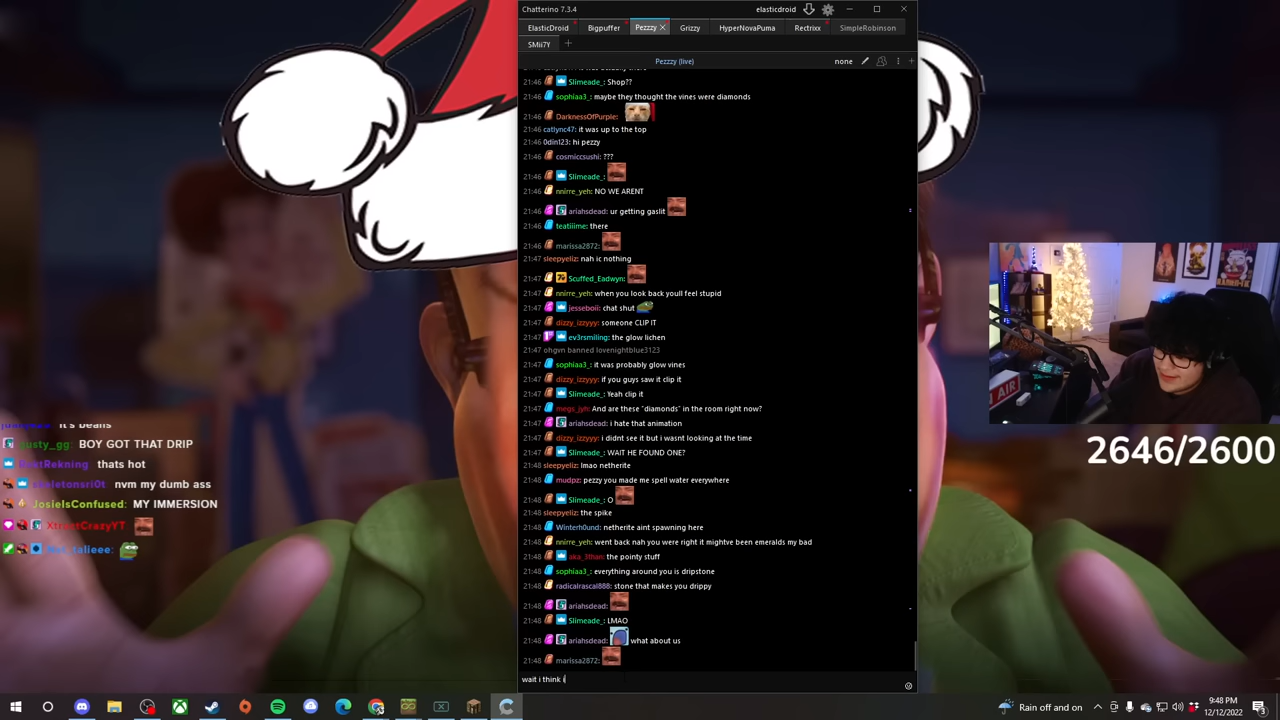 Chatterino 7.3.4
elasticdroid
ElasticDroid
Bigpuffer
Pezzzy
Grizzy
HyperNovaPuma
Rectrixx
SimpleRobinson
SMii7Y
Pezzzy (live)
none
21:46 Slimeade_: Shop??
21:46 sophiaa3_: maybe they thought the vines were diamonds
21:46 DarknessOfPurple:
21:46 catlync47: it was up to the top
21:46 0din123: hi pezzy
21:46 cosmiccsushi: ???
21:46 Slimeade_:
21:46 nnirre_yeh: NO WE ARENT
21:46 ariahsdead: ur getting gaslit
21:46 teatiiime: there
21:46 marissa2872:
21:47 sleepyeliz: nah ic nothing
21:47 Scuffed_Eadwyn:
21:47 nnirre_yeh: when you look back youll feel stupid
21:47 jesseboii: chat shut
21:47 dizzy_izzyyy: someone CLIP IT
21:47 ev3rsmiling: the glow lichen
21:47 ohgvn banned lovenightblue3123
21:47 sophiaa3_: it was probably glow vines
21:47 dizzy_izzyyy: if you guys saw it clip it
21:47 Slimeade_: Yeah clip it
21:47 megs_jyh: And are these "diamonds" in the room right now?
21:47 ariahsdead: i hate that animation
21:47 dizzy_izzyyy: i didnt see it but i wasnt looking at the time
21:47 Slimeade_: WAIT HE FOUND ONE?
21:48 sleepyeliz: lmao netherite
21:48 mudpz: pezzy you made me spell water everywhere
21:48 Slimeade_: O
21:48 sleepyeliz: the spike
21:48 Winterh0und: netherite aint spawning here
21:48 nnirre_yeh: went back nah you were right it mightve been emeralds my bad
21:48 aka_3than: the pointy stuff
21:48 sophiaa3_: everything around you is dripstone
21:48 radicalrascal888: stone that makes you drippy
21:48 ariahsdead:
21:48 Slimeade_: LMAO
21:48 ariahsdead: what about us
21:48 marissa2872:
wait i think i
it's beans
rusty_gg: BOY GOT THAT DRIP
DuktRekning thats hot
skeletonsri0t nvm my dumb ass
JosieIsConfused: MY IMMERSION
XtraptCrazyYT
Not_talieee:
AIR
2646/2600
Rain off and on
9:48 PM
12/12/2022